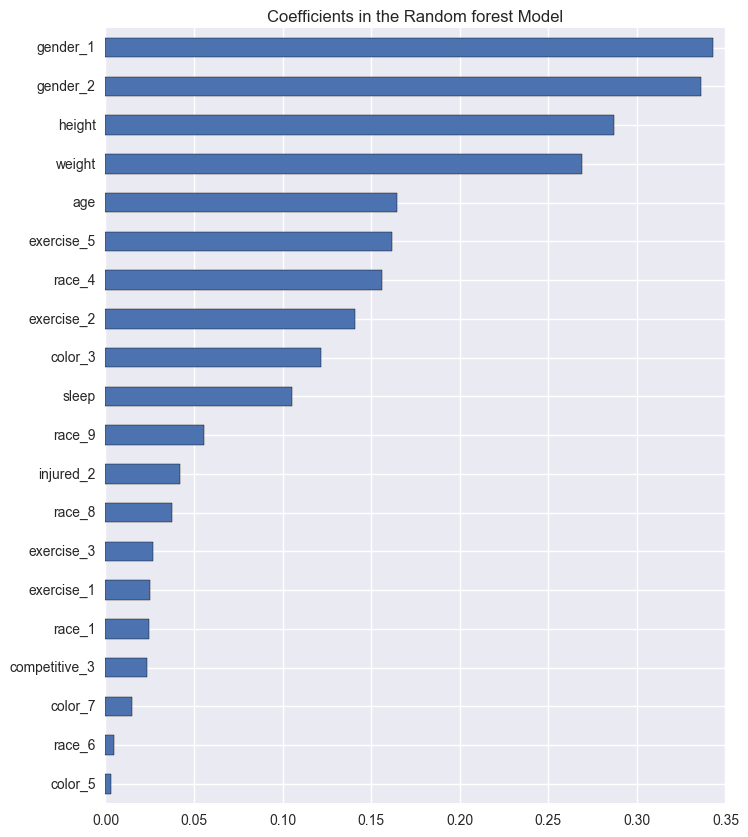 Coefficients in the Random forest Model
gender_1
gender_2
height
weight
age
exercise_5
race_4
exercise_2
color_3
sleep
race_9
injured_2
race_8
exercise_3
exercise_1
race_1
competitive_3
color_7
race_6
color_5
0.00 0.05 0.10 0.15 0.20 0.25 0.30 0.35